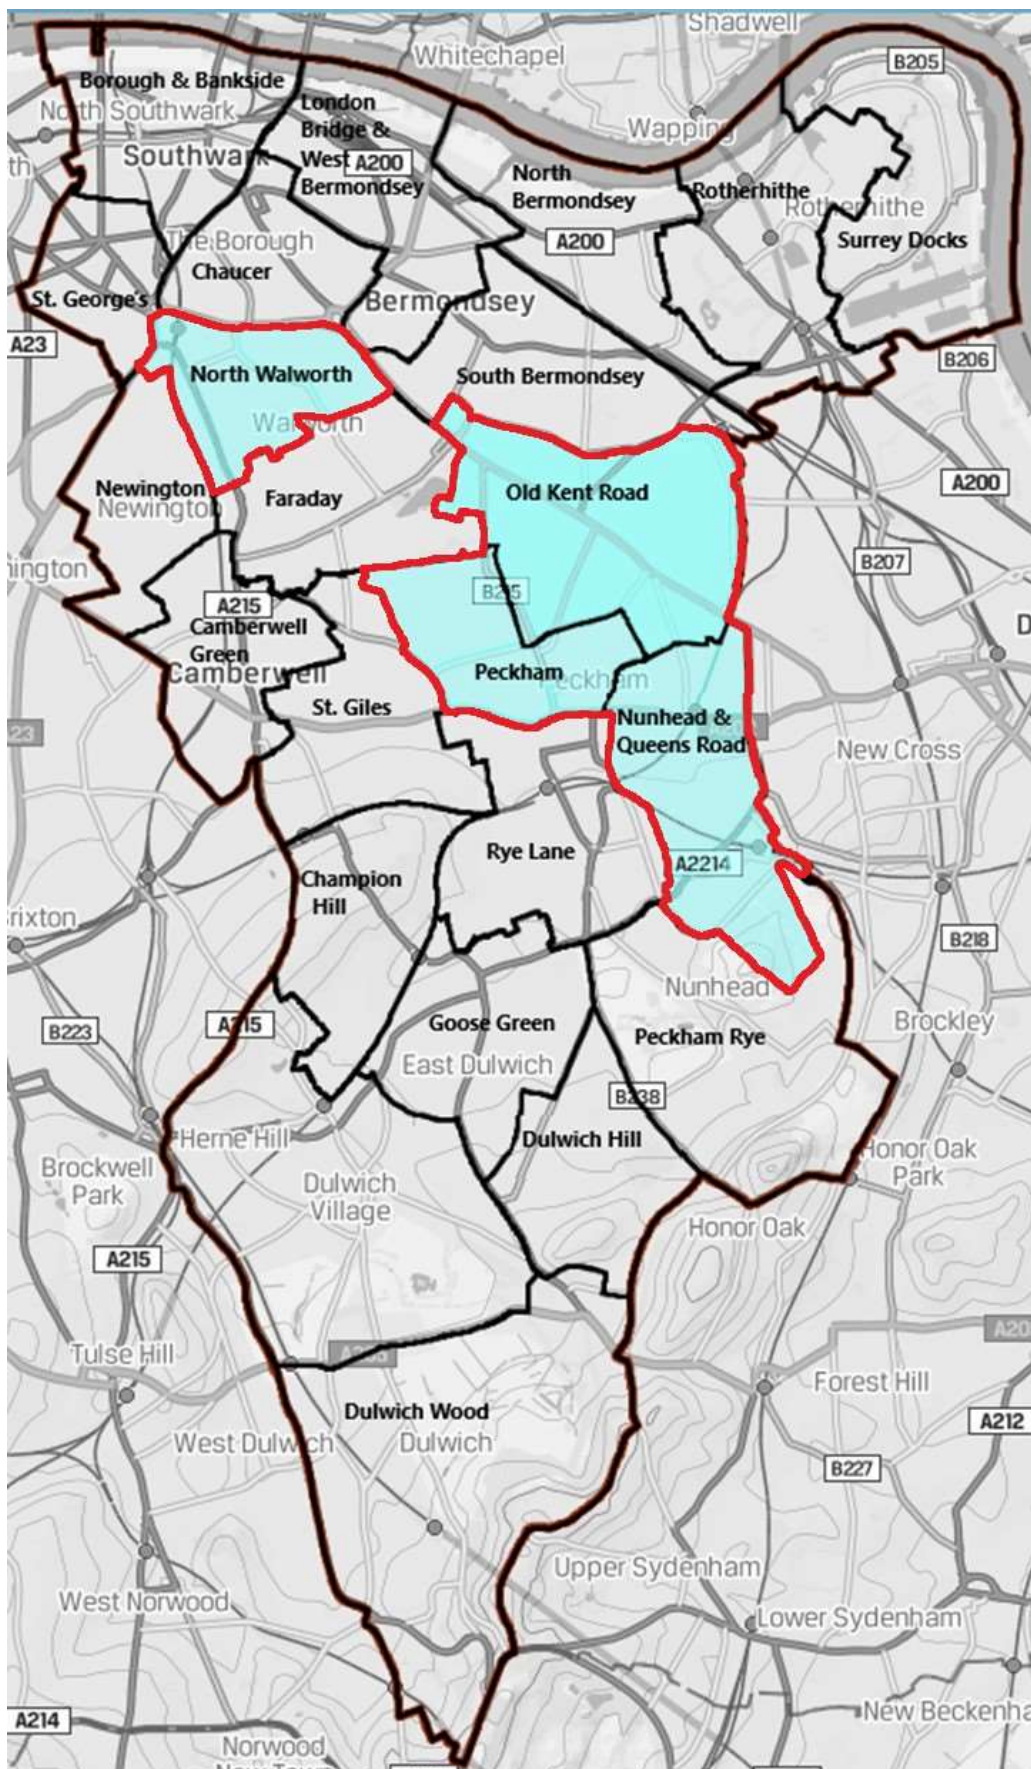 Shadwell
Whitechapel
B205
Borough & Bankside
North Southwark
London
Bridge &
West
Bermondsey
A200
Wapping
Southwark
North
Bermondsey
Rotherhithe
Rotherhithe
A200
Surrey Docks
The Borough
Chaucer
St. George's
Bermondsey
A23
B206
North Walworth
South Bermondsey
Walworth
Newington
Newington
Faraday
Old Kent Road
A200
B207
B215
A215
Camberwell
Green
Camberwell
Peckham
Peckham
St. Giles
Nunhead &
Queens Road
New Cross
Rye Lane
A2214
Champion
Hill
B218
Nunhead
A215
B223
Goose Green
Peckham Rye
Brockley
East Dulwich
B238
Herne Hill
Dulwich Hill
Honor Oak
Park
Brockwell
Park
Dulwich
Village
Honor Oak
A215
Tulse Hill
Forest Hill
Dulwich Wood
A212
West Dulwich
Dulwich
B227
Upper Sydenham
West Norwood
Lower Sydenham
A214
Norwood